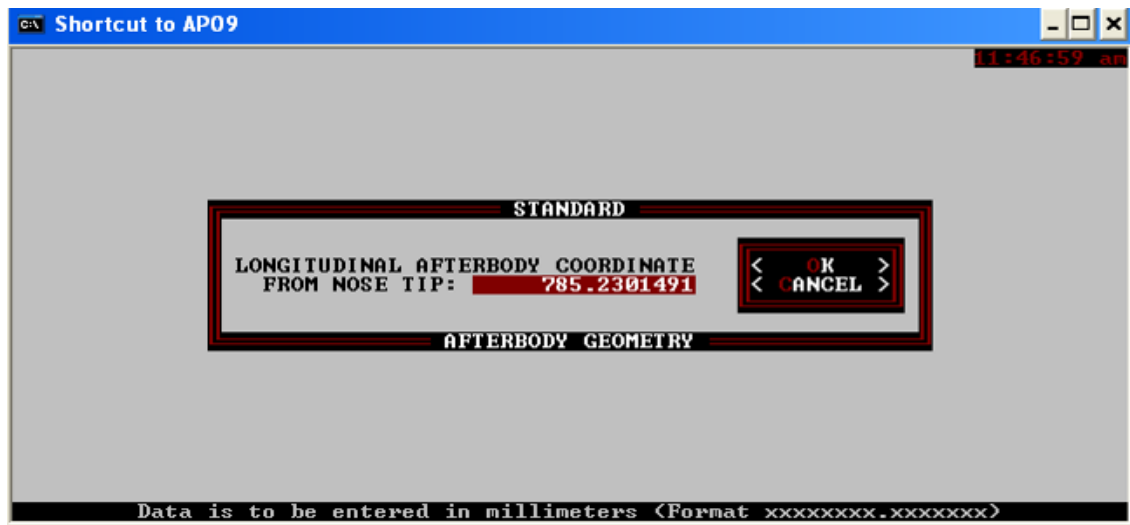 Shortcut to AP09
11:46:59 am
STANDARD
LONGITUDINAL AFTERBODY COORDINATE
FROM NOSE TIP: 785.2301491
< OK >
< CANCEL >
AFTERBODY GEOMETRY
Data is to be entered in millimeters (Format xxxxxxxx.xxxxxxx)